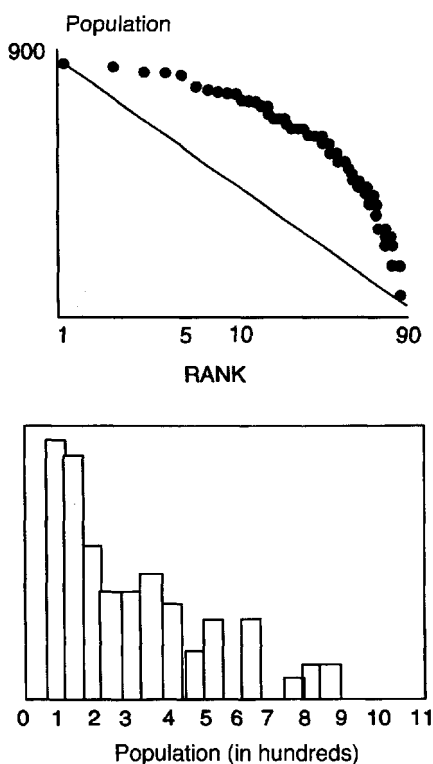 Population
900
1 5 10 90
RANK
0 1 2 3 4 5 6 7 8 9 10 11
Population (in hundreds)